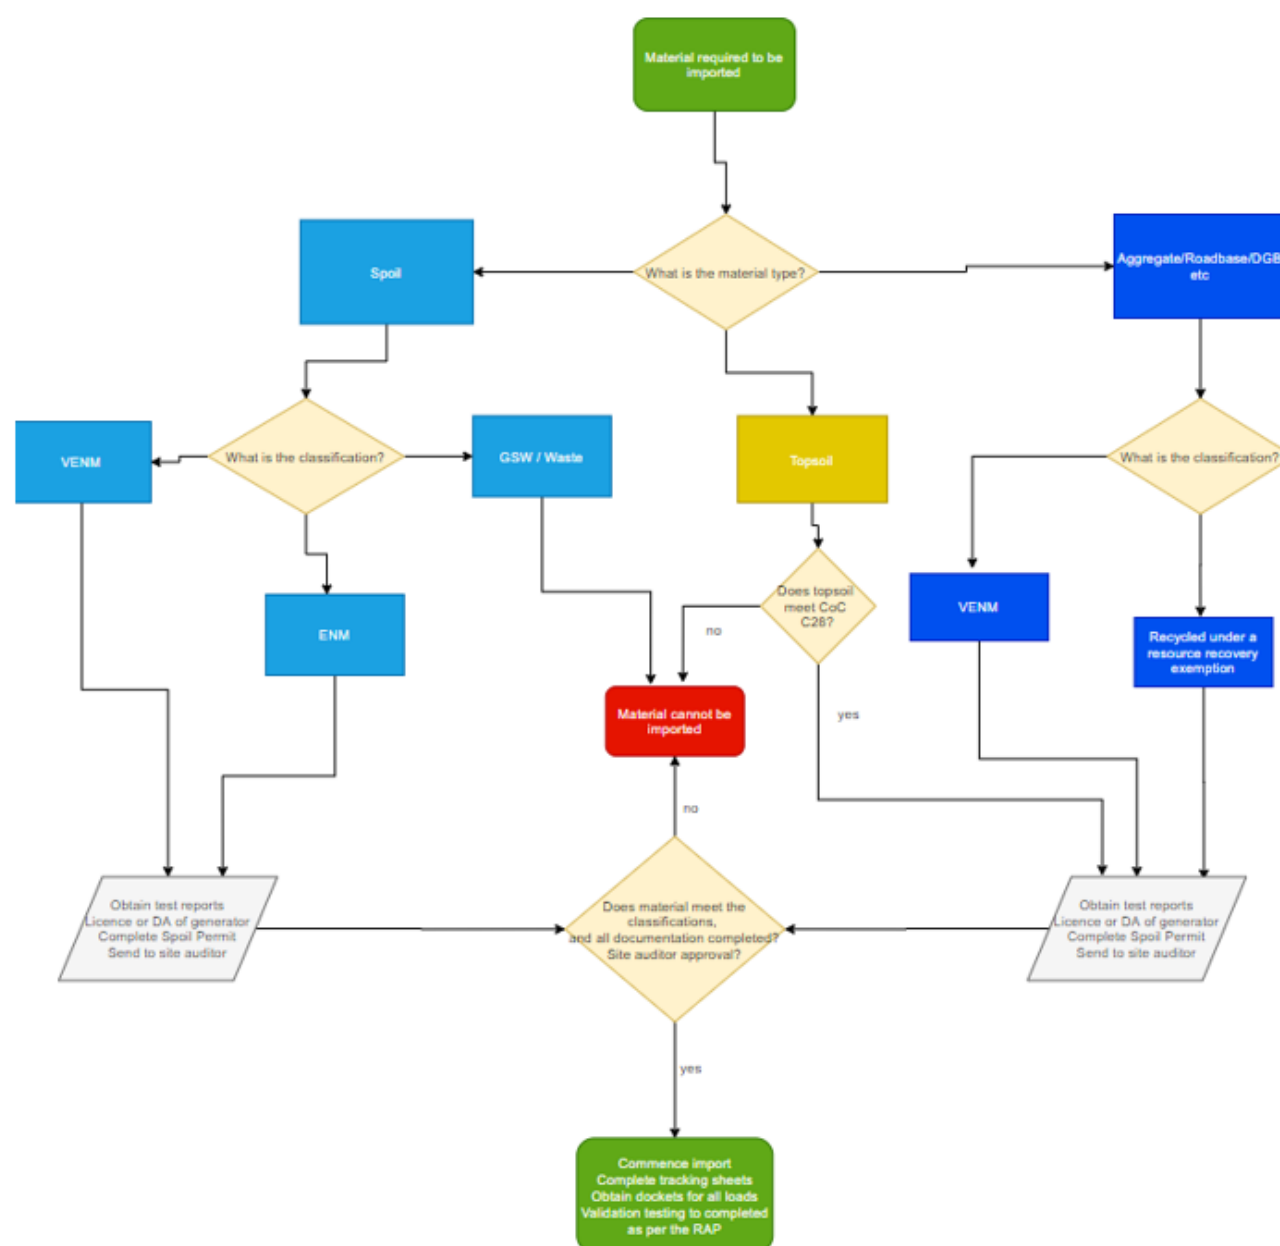 Material required to be
imported
What is the material type?
Spoil
Aggregate/Roadbase/DGB
etc
VENM
What is the classification?
GSW / Waste
Topsoil
What is the classification?
ENM
Does topsoil
meet CoC
C28?
VENM
Recycled under a
resource recovery
exemption
no
Material cannot be
imported
yes
no
Obtain test reports
Licence or DA of generator
Complete Spoil Permit
Send to site auditor
Does material meet the
classifications,
and all documentation completed?
Site auditor approval?
Obtain test reports
Licence or DA of generator
Complete Spoil Permit
Send to site auditor
yes
Commence import
Complete tracking sheets
Obtain dockets for all loads
Validation testing to completed
as per the RAP